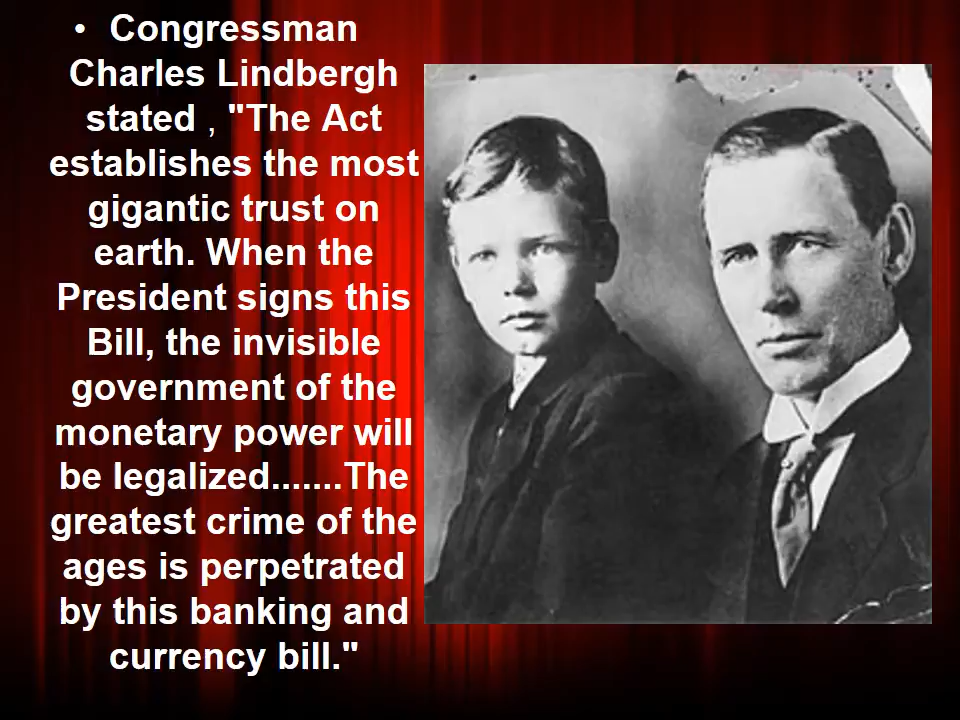 • Congressman
Charles Lindbergh
stated , "The Act
establishes the most
gigantic trust on
earth. When the
President signs this
Bill, the invisible
government of the
monetary power will
be legalized.......The
greatest crime of the
ages is perpetrated
by this banking and
currency bill."